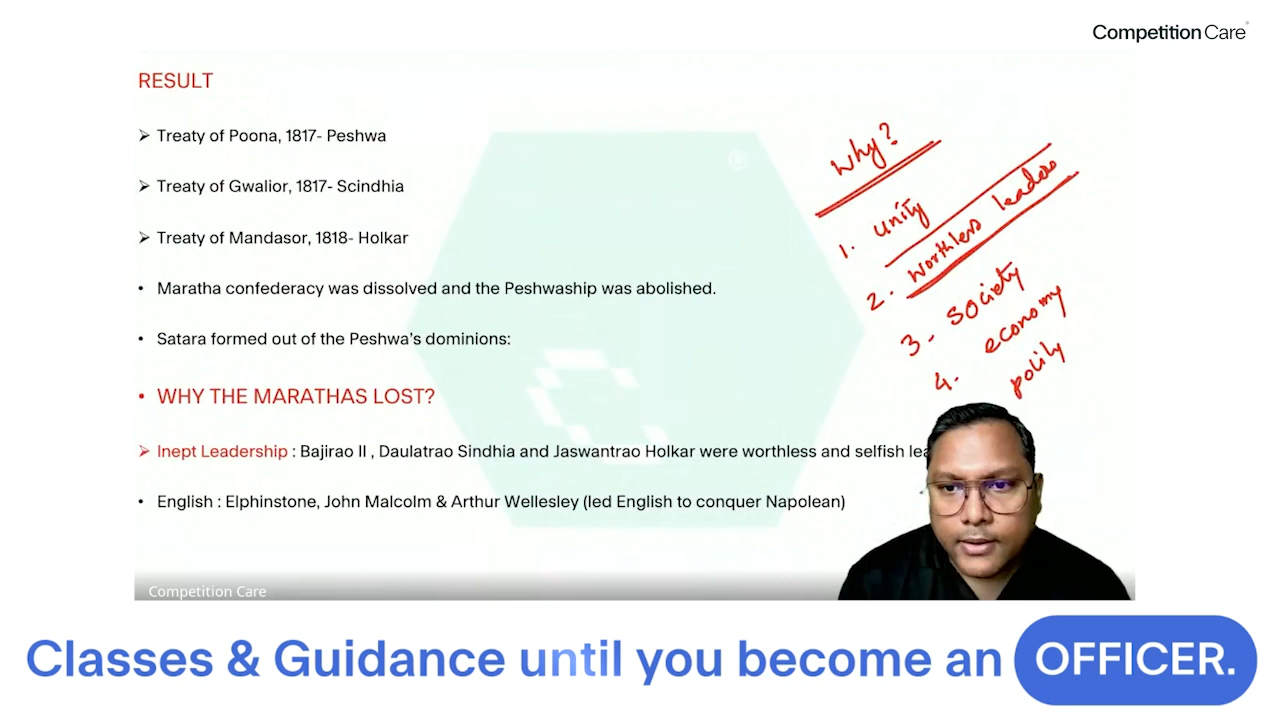 Competition Care
RESULT
➢ Treaty of Poona, 1817- Peshwa
➢ Treaty of Gwalior, 1817- Scindhia
➢ Treaty of Mandasor, 1818- Holkar
• Maratha confederacy was dissolved and the Peshwaship was abolished.
• Satara formed out of the Peshwa's dominions:
• WHY THE MARATHAS LOST?
➢ Inept Leadership : Bajirao II , Daulatrao Sindhia and Jaswantrao Holkar were worthless and selfish
• English : Elphinstone, John Malcolm & Arthur Wellesley (led English to conquer Napolean)
Why?
1. unity
2. worthless leaders
3. society
economy
4. polity
Competition Care
Classes & Guidance until you become an OFFICER.